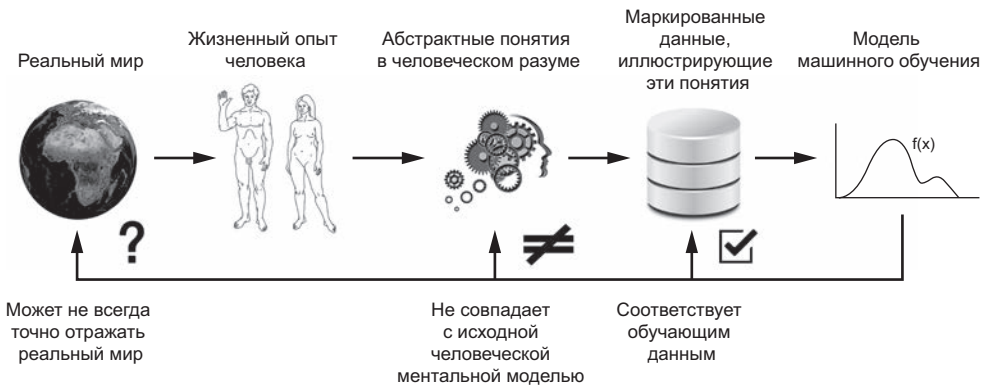 Реальный мир
Жизненный опыт
человека
Абстрактные понятия
в человеческом разуме
Маркированные
данные,
иллюстрирующие
эти понятия
Модель
машинного обучения
f(x)
?
≠
Может не всегда
точно отражать
реальный мир
Не совпадает
с исходной
человеческой
ментальной моделью
Соответствует
обучающим
данным